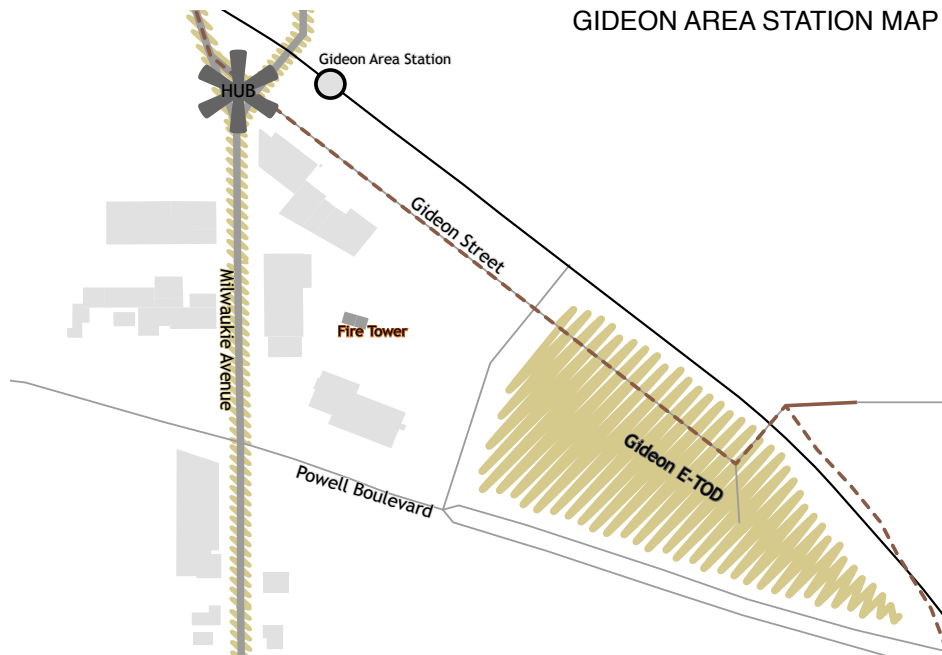 GIDEON AREA STATION MAP
Gideon Area Station
HUB
Gideon Street
Milwaukie Avenue
Fire Tower
Gideon E-TOD
Powell Boulevard